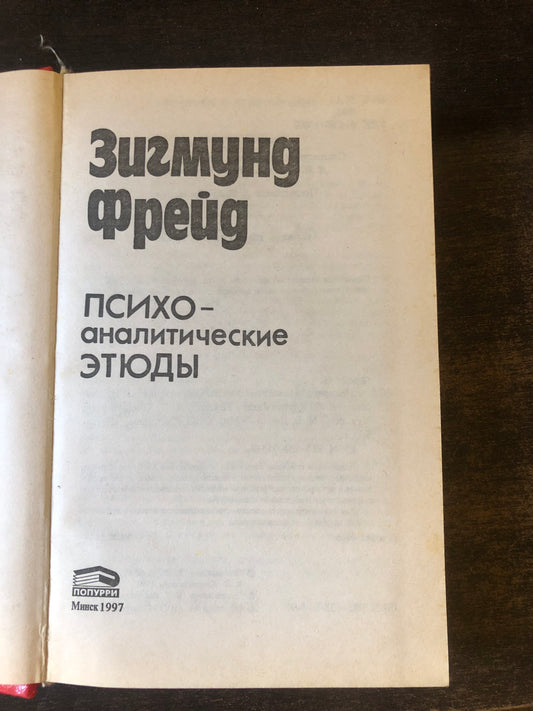 Зигмунд
Фрейд
ПСИХО-
аналитические
ЭТЮДЫ
ПОПУРРИ
Минск 1997